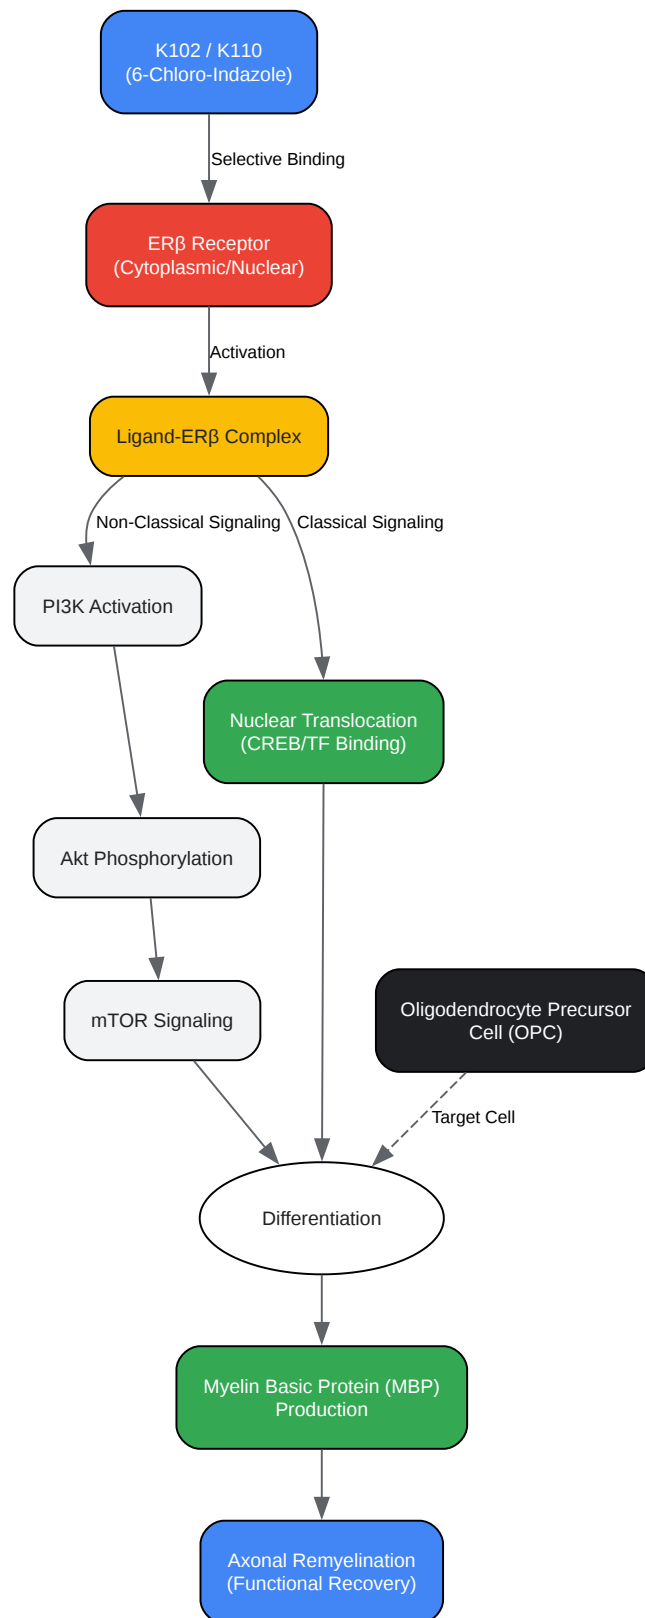 K102 / K110
(6-Chloro-Indazole)
Selective Binding
ERβ Receptor
(Cytoplasmic/Nuclear)
Activation
Ligand-ERβ Complex
Non-Classical Signaling
Classical Signaling
PI3K Activation
Nuclear Translocation
(CREB/TF Binding)
Akt Phosphorylation
mTOR Signaling
Oligodendrocyte Precursor
Cell (OPC)
Target Cell
Differentiation
Myelin Basic Protein (MBP)
Production
Axonal Remyelination
(Functional Recovery)